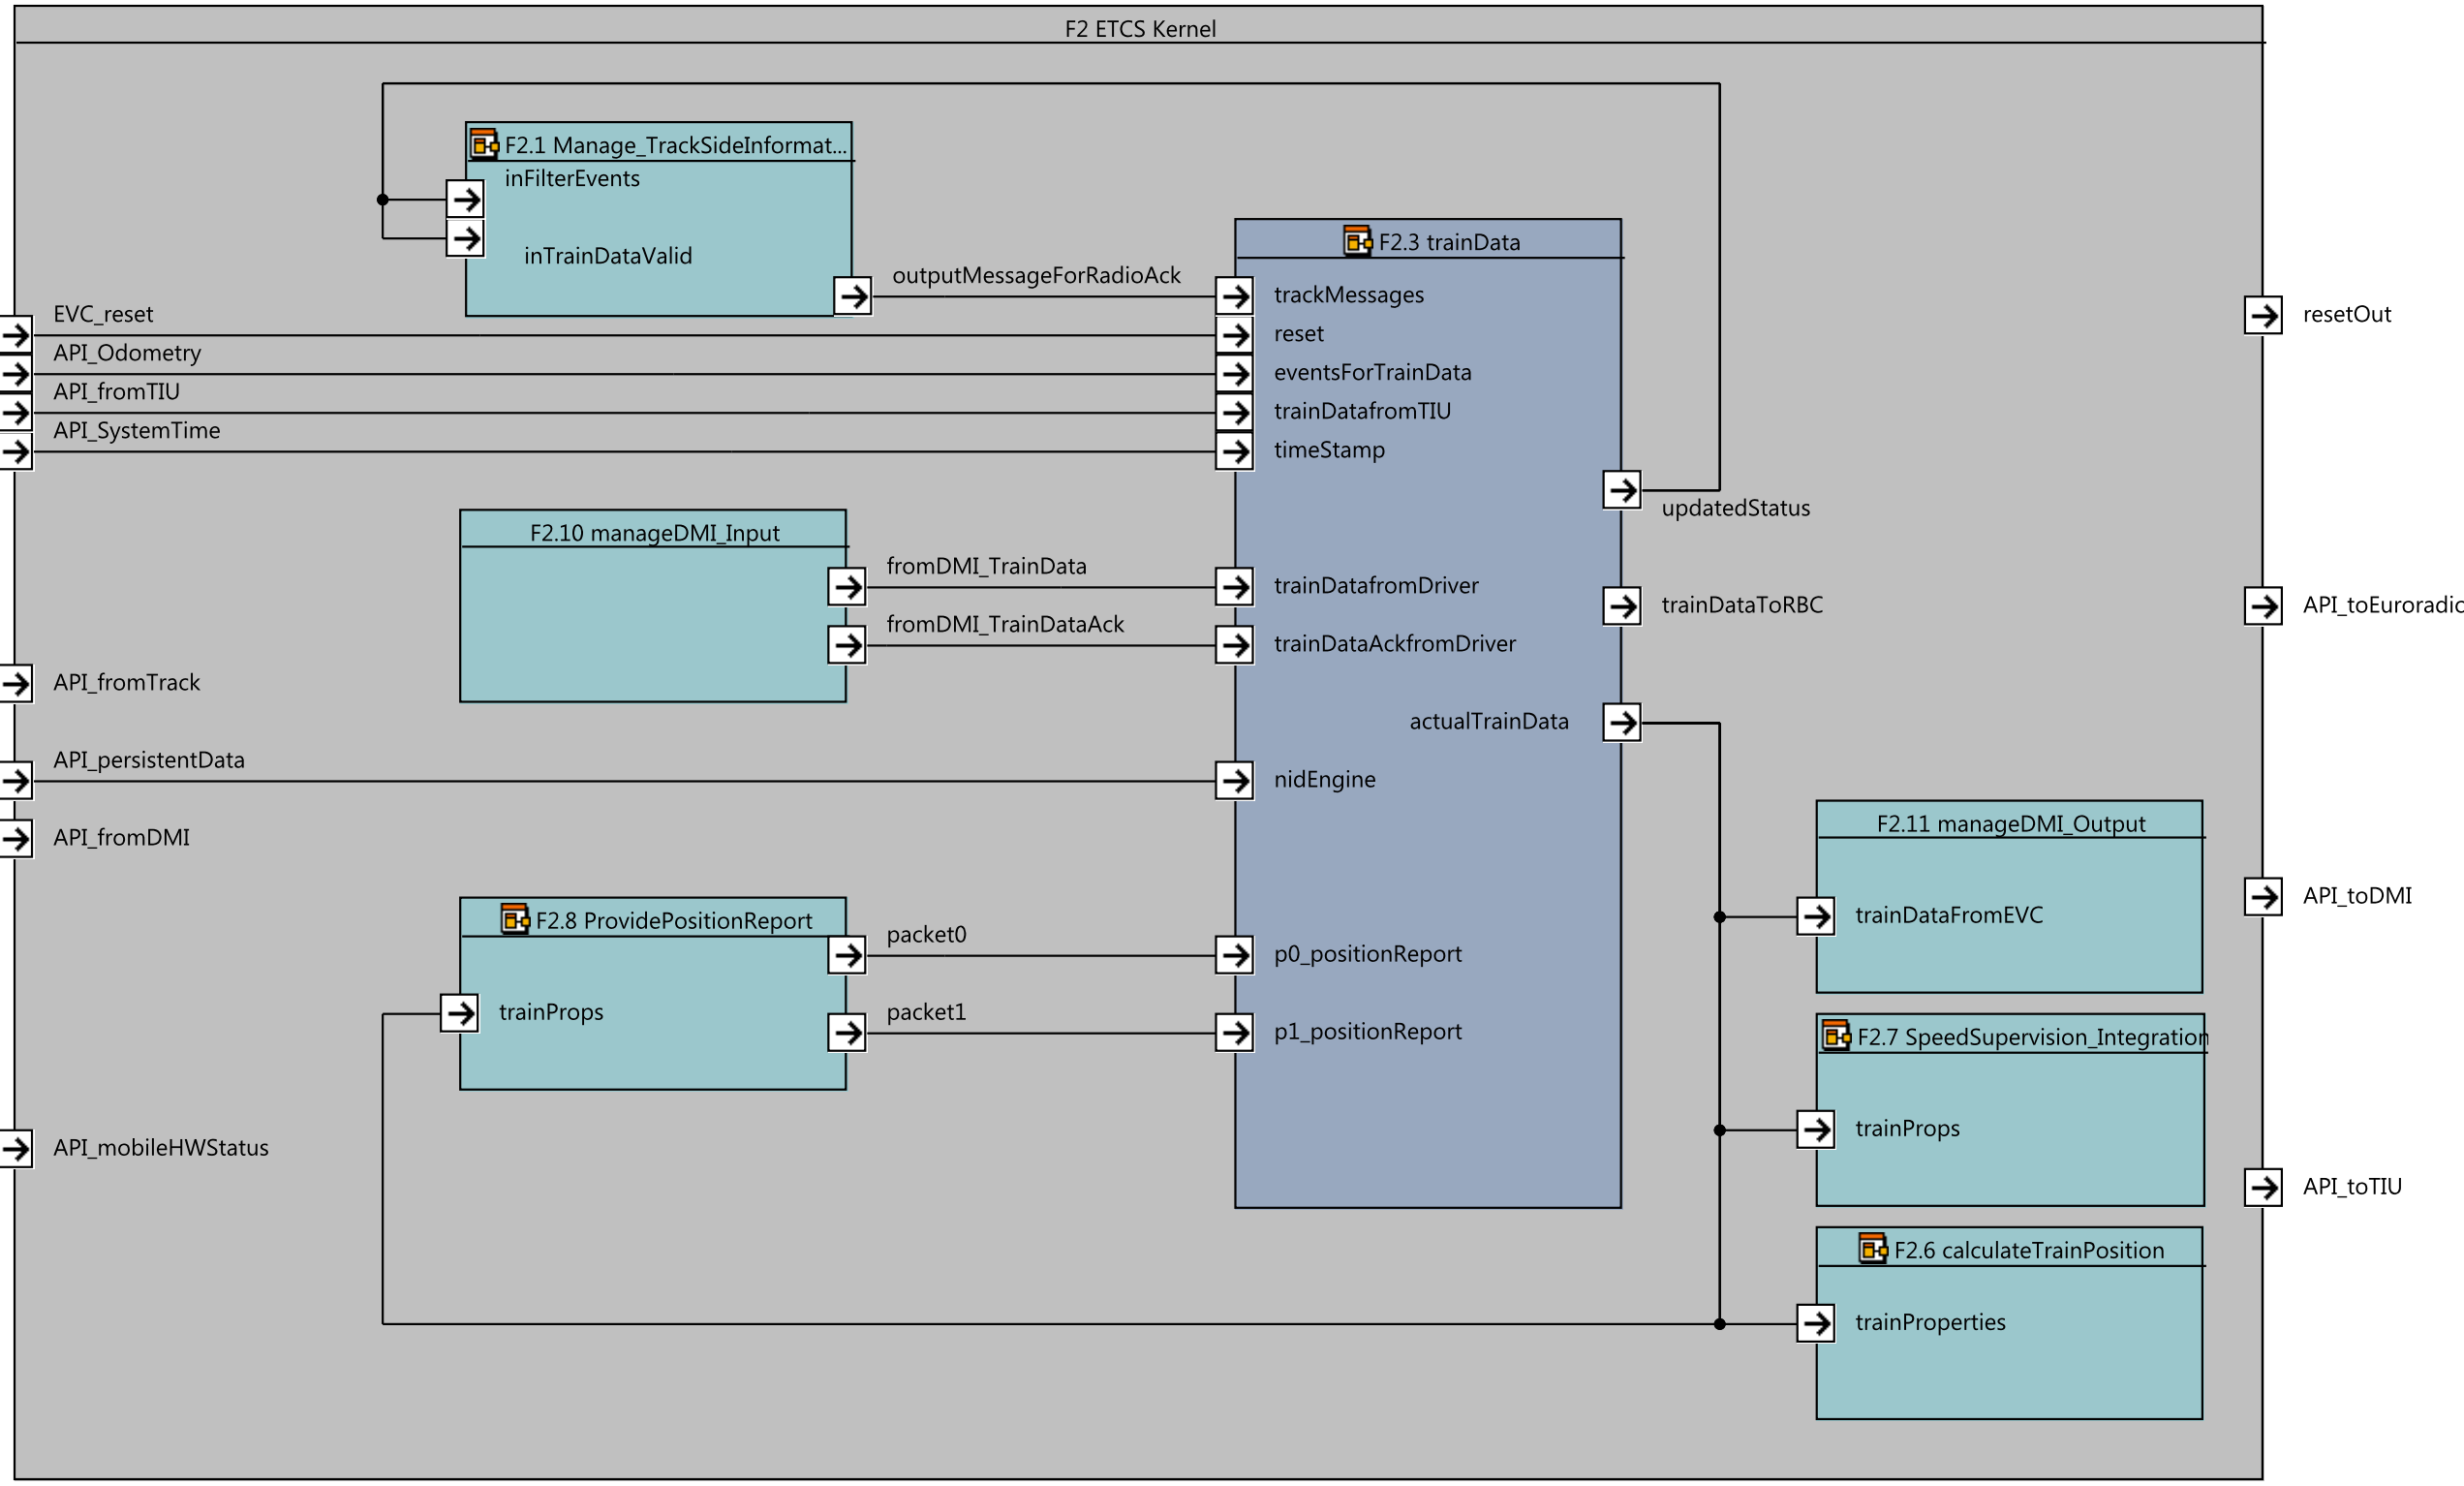 F2 ETCS Kernel
F2.1 Manage_TrackSideInformat...
inFilterEvents
inTrainDataValid
outputMessageForRadioAck
F2.3 trainData
trackMessages
reset
eventsForTrainData
trainDatafromTIU
timeStamp
EVC_reset
API_Odometry
API_fromTIU
API_SystemTime
resetOut
updatedStatus
F2.10 manageDMI_Input
fromDMI_TrainData
fromDMI_TrainDataAck
trainDatafromDriver
trainDataAckfromDriver
trainDataToRBC
API_toEuroradio
API_fromTrack
actualTrainData
API_persistentData
nidEngine
API_fromDMI
F2.11 manageDMI_Output
trainDataFromEVC
API_toDMI
F2.8 ProvidePositionReport
packet0
p0_positionReport
trainProps
packet1
p1_positionReport
F2.7 SpeedSupervision_Integration
trainProps
API_mobileHWStatus
API_toTIU
F2.6 calculateTrainPosition
trainProperties